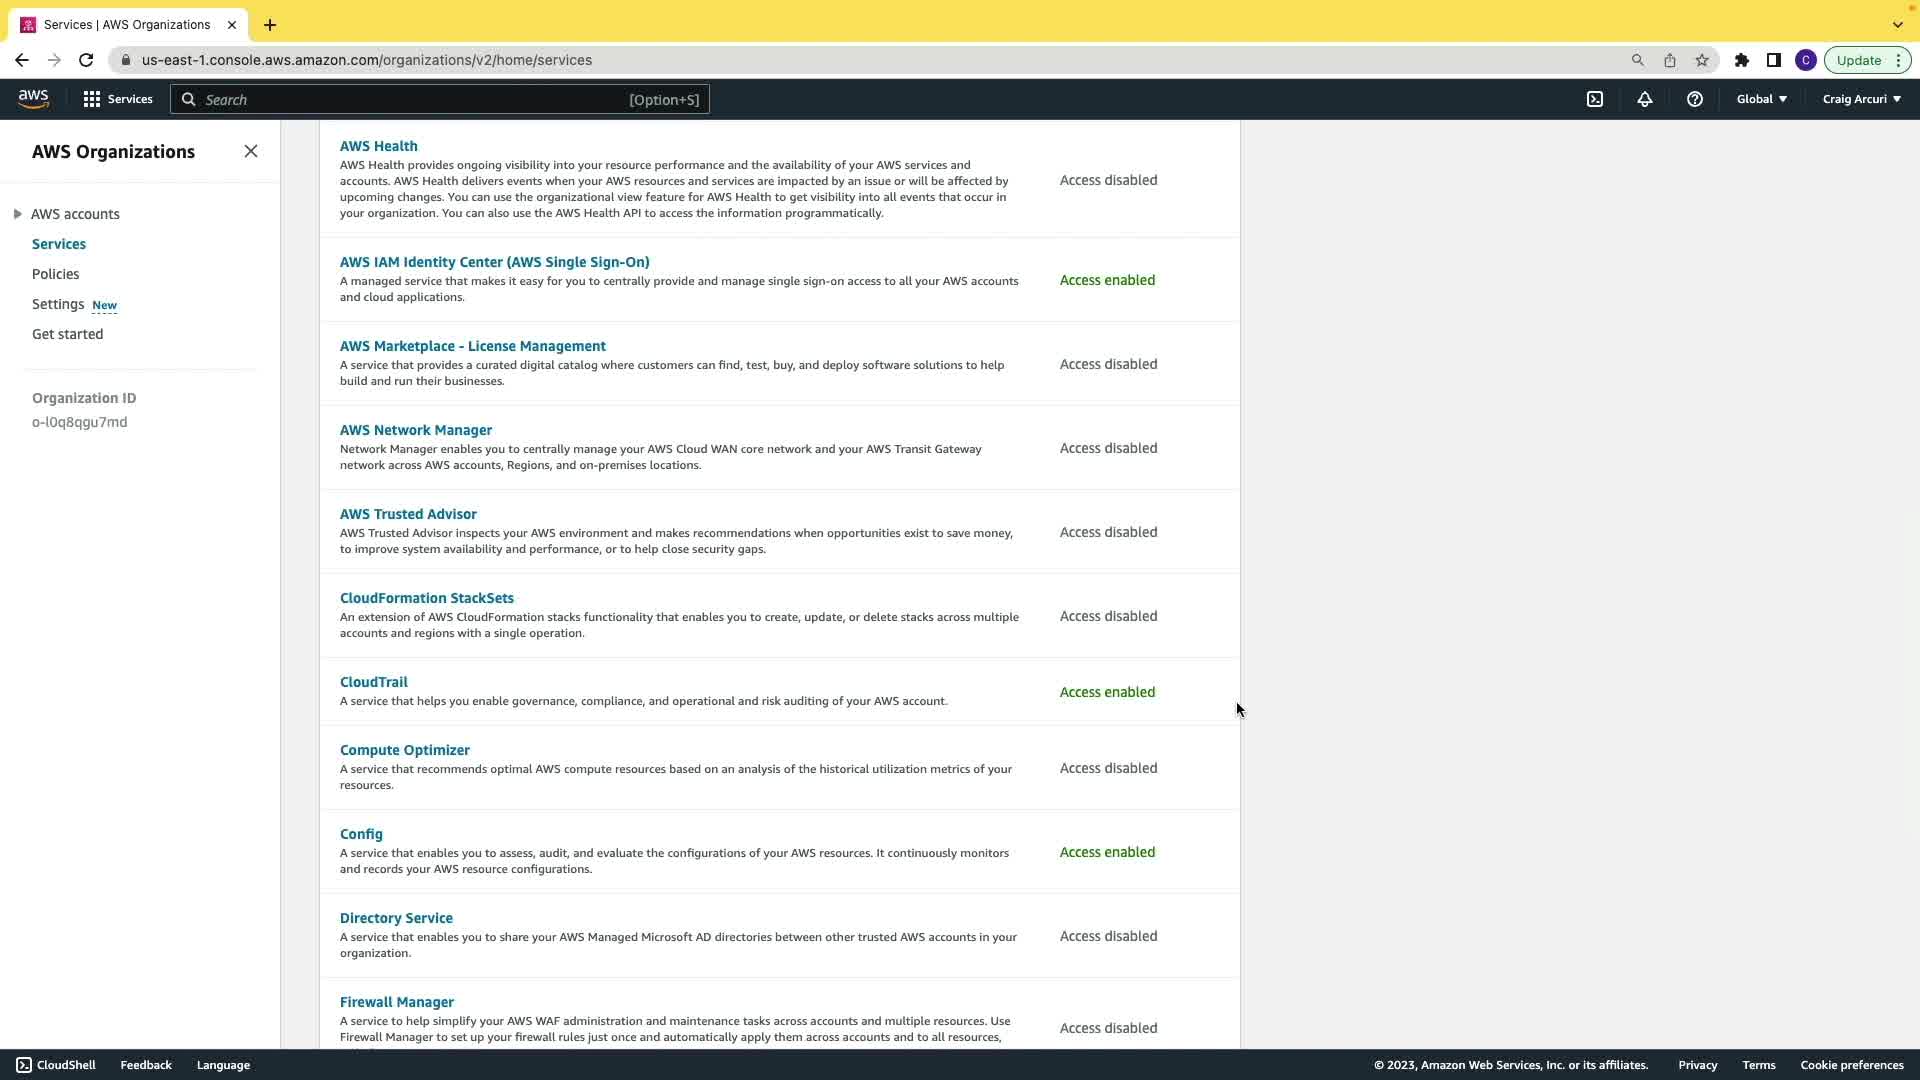 Services | AWS Organizations
us-east-1.console.aws.amazon.com/organizations/v2/home/services
C
Update
aws
Services
Search
[Option+S]
Global
Craig Arcuri
AWS Organizations
AWS accounts
Services
Policies
Settings New
Get started
Organization ID
o-l0q8qgu7md
AWS Health
AWS Health provides ongoing visibility into your resource performance and the availability of your AWS services and
accounts. AWS Health delivers events when your AWS resources and services are impacted by an issue or will be affected by
upcoming changes. You can use the organizational view feature for AWS Health to get visibility into all events that occur in
your organization. You can also use the AWS Health API to access the information programmatically.
Access disabled
AWS IAM Identity Center (AWS Single Sign-On)
A managed service that makes it easy for you to centrally provide and manage single sign-on access to all your AWS accounts
and cloud applications.
Access enabled
AWS Marketplace - License Management
A service that provides a curated digital catalog where customers can find, test, buy, and deploy software solutions to help
build and run their businesses.
Access disabled
AWS Network Manager
Network Manager enables you to centrally manage your AWS Cloud WAN core network and your AWS Transit Gateway
network across AWS accounts, Regions, and on-premises locations.
Access disabled
AWS Trusted Advisor
AWS Trusted Advisor inspects your AWS environment and makes recommendations when opportunities exist to save money,
to improve system availability and performance, or to help close security gaps.
Access disabled
CloudFormation StackSets
An extension of AWS CloudFormation stacks functionality that enables you to create, update, or delete stacks across multiple
accounts and regions with a single operation.
Access disabled
CloudTrail
A service that helps you enable governance, compliance, and operational and risk auditing of your AWS account.
Access enabled
Compute Optimizer
A service that recommends optimal AWS compute resources based on an analysis of the historical utilization metrics of your
resources.
Access disabled
Config
A service that enables you to assess, audit, and evaluate the configurations of your AWS resources. It continuously monitors
and records your AWS resource configurations.
Access enabled
Directory Service
A service that enables you to share your AWS Managed Microsoft AD directories between other trusted AWS accounts in your
organization.
Access disabled
Firewall Manager
A service to help simplify your AWS WAF administration and maintenance tasks across accounts and multiple resources. Use
Firewall Manager to set up your firewall rules just once and automatically apply them across accounts and to all resources,
Access disabled
CloudShell
Feedback
Language
© 2023, Amazon Web Services, Inc. or its affiliates.
Privacy
Terms
Cookie preferences